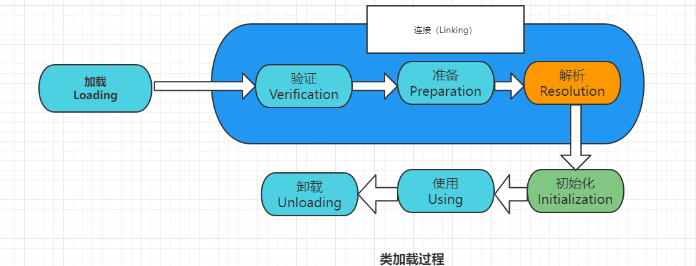 连接（Linking）
加载
Loading
验证
Verification
准备
Preparation
解析
Resolution
卸载
Unloading
使用
Using
初始化
Initialization
类加载过程